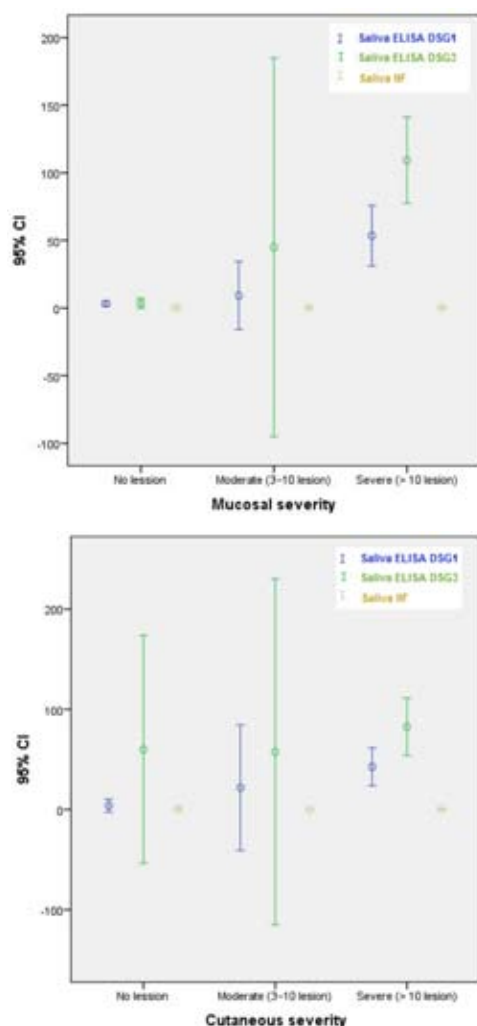 200
150
100
50
0
-50
-100
95% CI
Saliva ELISA DSG1
Saliva ELISA DSG3
Saliva IIF
No lession
Moderate (3-10 lesion)
Severe (> 10 lesion)
Mucosal severity
200
100
0
-100
95% CI
Saliva ELISA DSG1
Saliva ELISA DSG3
Saliva IIF
No lession
Moderate (3-10 lesion)
Severe (> 10 lesion)
Cutaneous severity